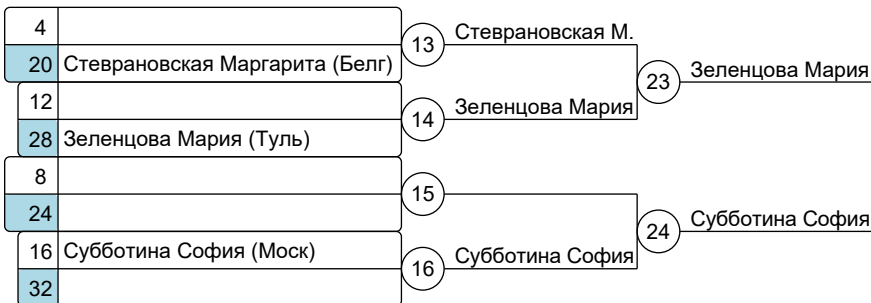 4
20 Стеврановская Маргарита (Белг)
13
Стеврановская М.
12
28 Зеленцова Мария (Туль)
14
Зеленцова Мария
23
Зеленцова Мария
8
24
15
16 Субботина София (Моск)
32
16
Субботина София
24
Субботина София